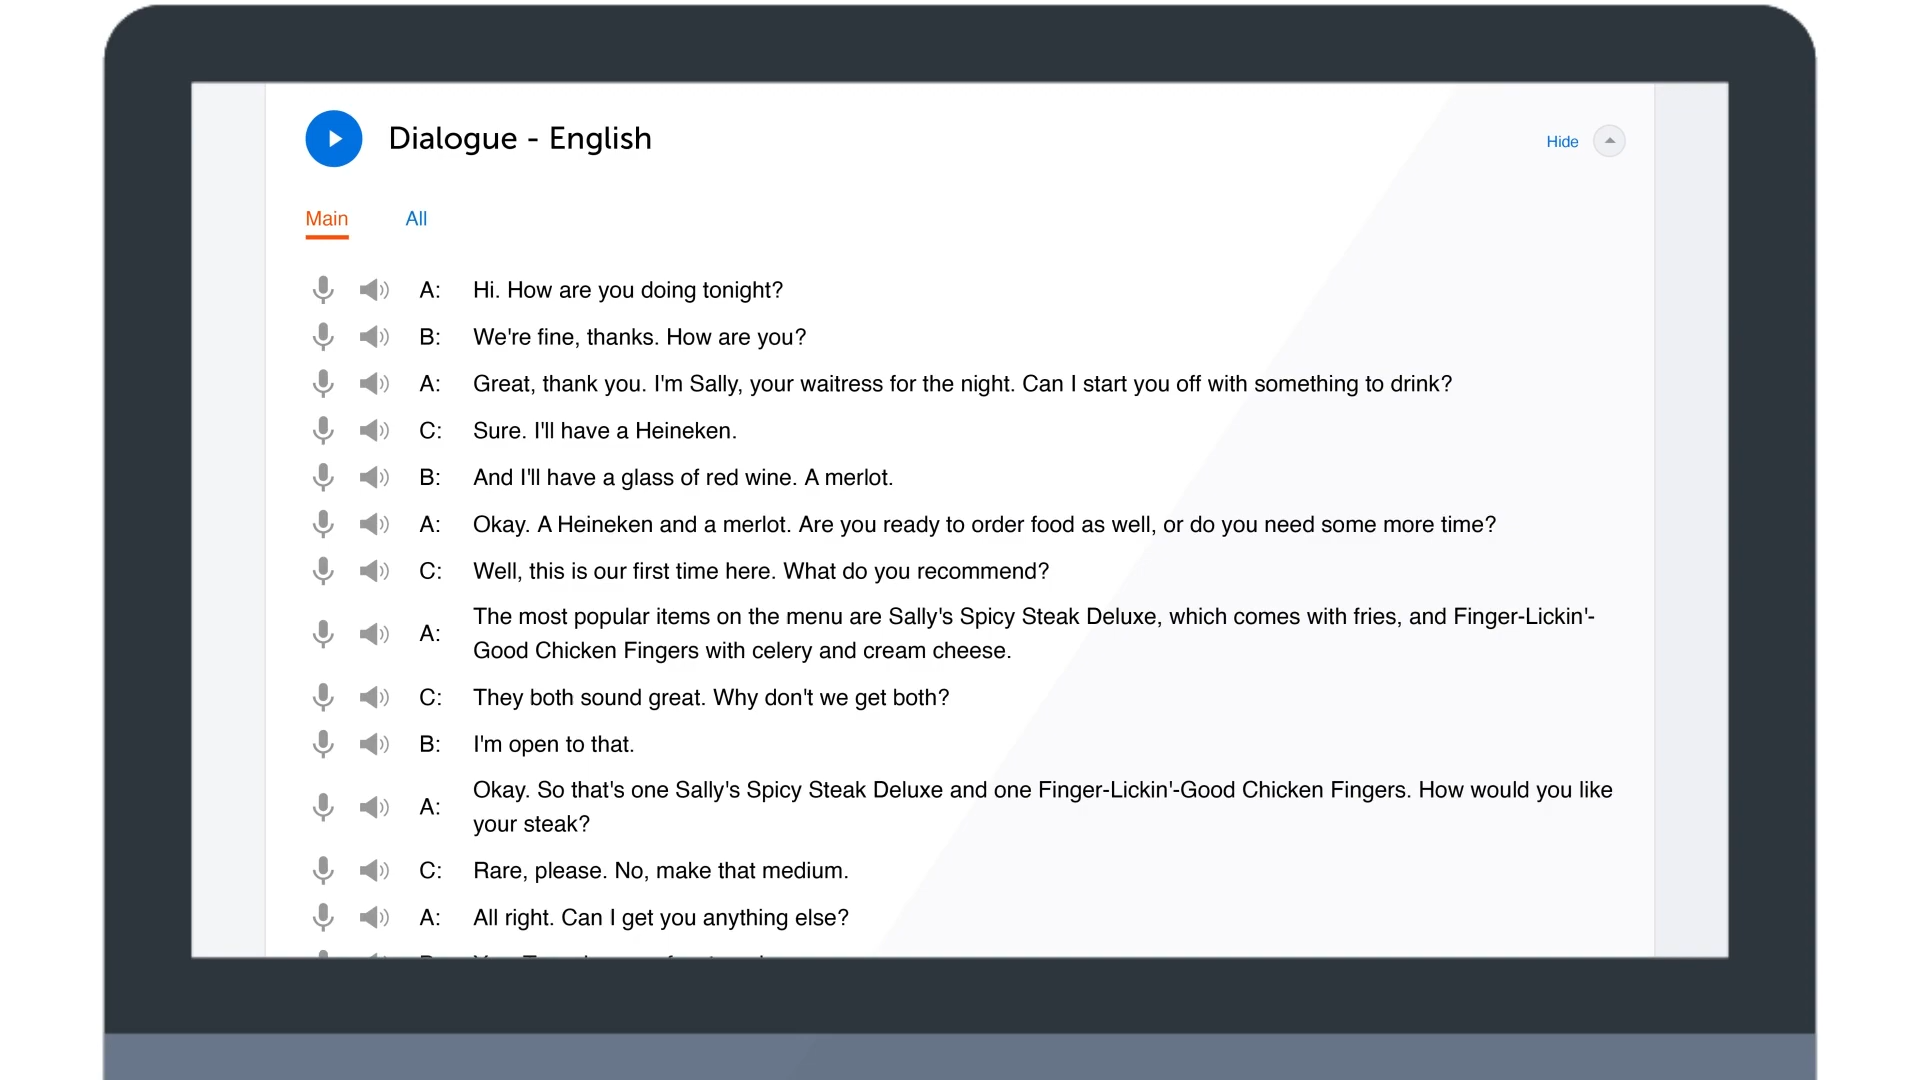 Dialogue - English
Hide
Main All
A: Hi. How are you doing tonight?
B: We're fine, thanks. How are you?
A: Great, thank you. I'm Sally, your waitress for the night. Can I start you off with something to drink?
C: Sure. I'll have a Heineken.
B: And I'll have a glass of red wine. A merlot.
A: Okay. A Heineken and a merlot. Are you ready to order food as well, or do you need some more time?
C: Well, this is our first time here. What do you recommend?
A: The most popular items on the menu are Sally's Spicy Steak Deluxe, which comes with fries, and Finger-Lickin'-
Good Chicken Fingers with celery and cream cheese.
C: They both sound great. Why don't we get both?
B: I'm open to that.
A: Okay. So that's one Sally's Spicy Steak Deluxe and one Finger-Lickin'-Good Chicken Fingers. How would you like
your steak?
C: Rare, please. No, make that medium.
A: All right. Can I get you anything else?